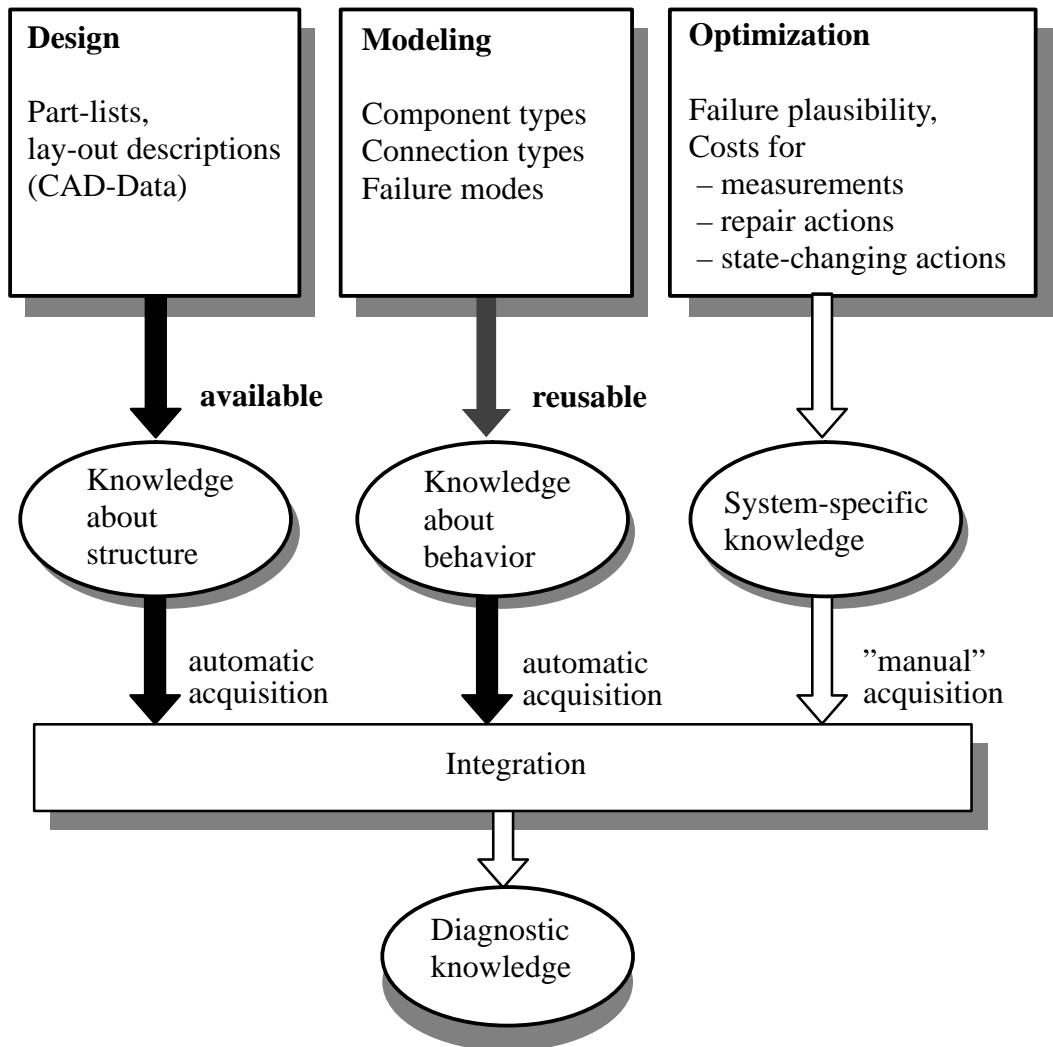 Design
Part-lists,
lay-out descriptions
(CAD-Data)
Modeling
Component types
Connection types
Failure modes
Optimization
Failure plausibility,
Costs for
– measurements
– repair actions
– state-changing actions
available
reusable
Knowledge
about
structure
Knowledge
about
behavior
System-specific
knowledge
automatic
acquisition
automatic
acquisition
”manual”
acquisition
Integration
Diagnostic
knowledge